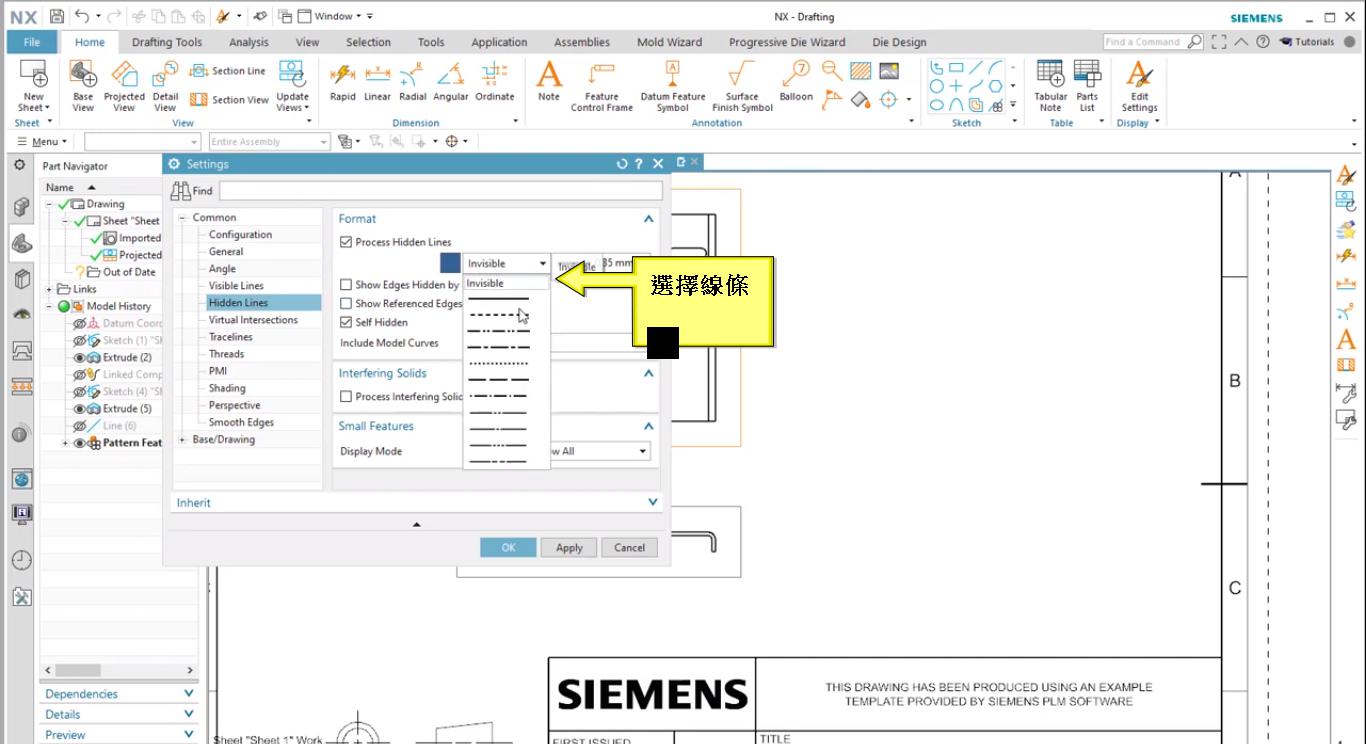 NX
Window
NX - Drafting
SIEMENS
File
Home
Drafting Tools
Analysis
View
Selection
Tools
Application
Assemblies
Mold Wizard
Progressive Die Wizard
Die Design
Find a Command
Tutorials
New Sheet
Base View
Projected View
Detail View
Section Line
Section View
Update Views
Rapid
Linear
Radial
Angular
Ordinate
Note
Feature Control Frame
Datum Feature Symbol
Surface Finish Symbol
Balloon
Tabular Note
Parts List
Edit Settings
Sheet
View
Dimension
Annotation
Sketch
Table
Display
Menu
Entire Assembly
Part Navigator
Name
Drawing
Sheet "Sheet
Imported
Projected
Out of Date
Links
Model History
Datum Coord
Sketch (1) "Sk
Extrude (2)
Linked Comp
Sketch (4) "Sk
Extrude (5)
Line (6)
Pattern Feat
Dependencies
Details
Preview
Settings
Find
Common
Configuration
General
Angle
Visible Lines
Hidden Lines
Virtual Intersections
Tracelines
Threads
PMI
Shading
Perspective
Smooth Edges
Base/Drawing
Format
Process Hidden Lines
Invisible
35 mm
Invisible
Show Edges Hidden by
Show Referenced Edges
Self Hidden
Include Model Curves
Interfering Solids
Process Interfering Solid
Small Features
Display Mode
w All
Inherit
OK
Apply
Cancel
選擇線條
A
B
C
SIEMENS
THIS DRAWING HAS BEEN PRODUCED USING AN EXAMPLE
TEMPLATE PROVIDED BY SIEMENS PLM SOFTWARE
FIRST ISSUED
TITLE
Sheet "Sheet 1" Work